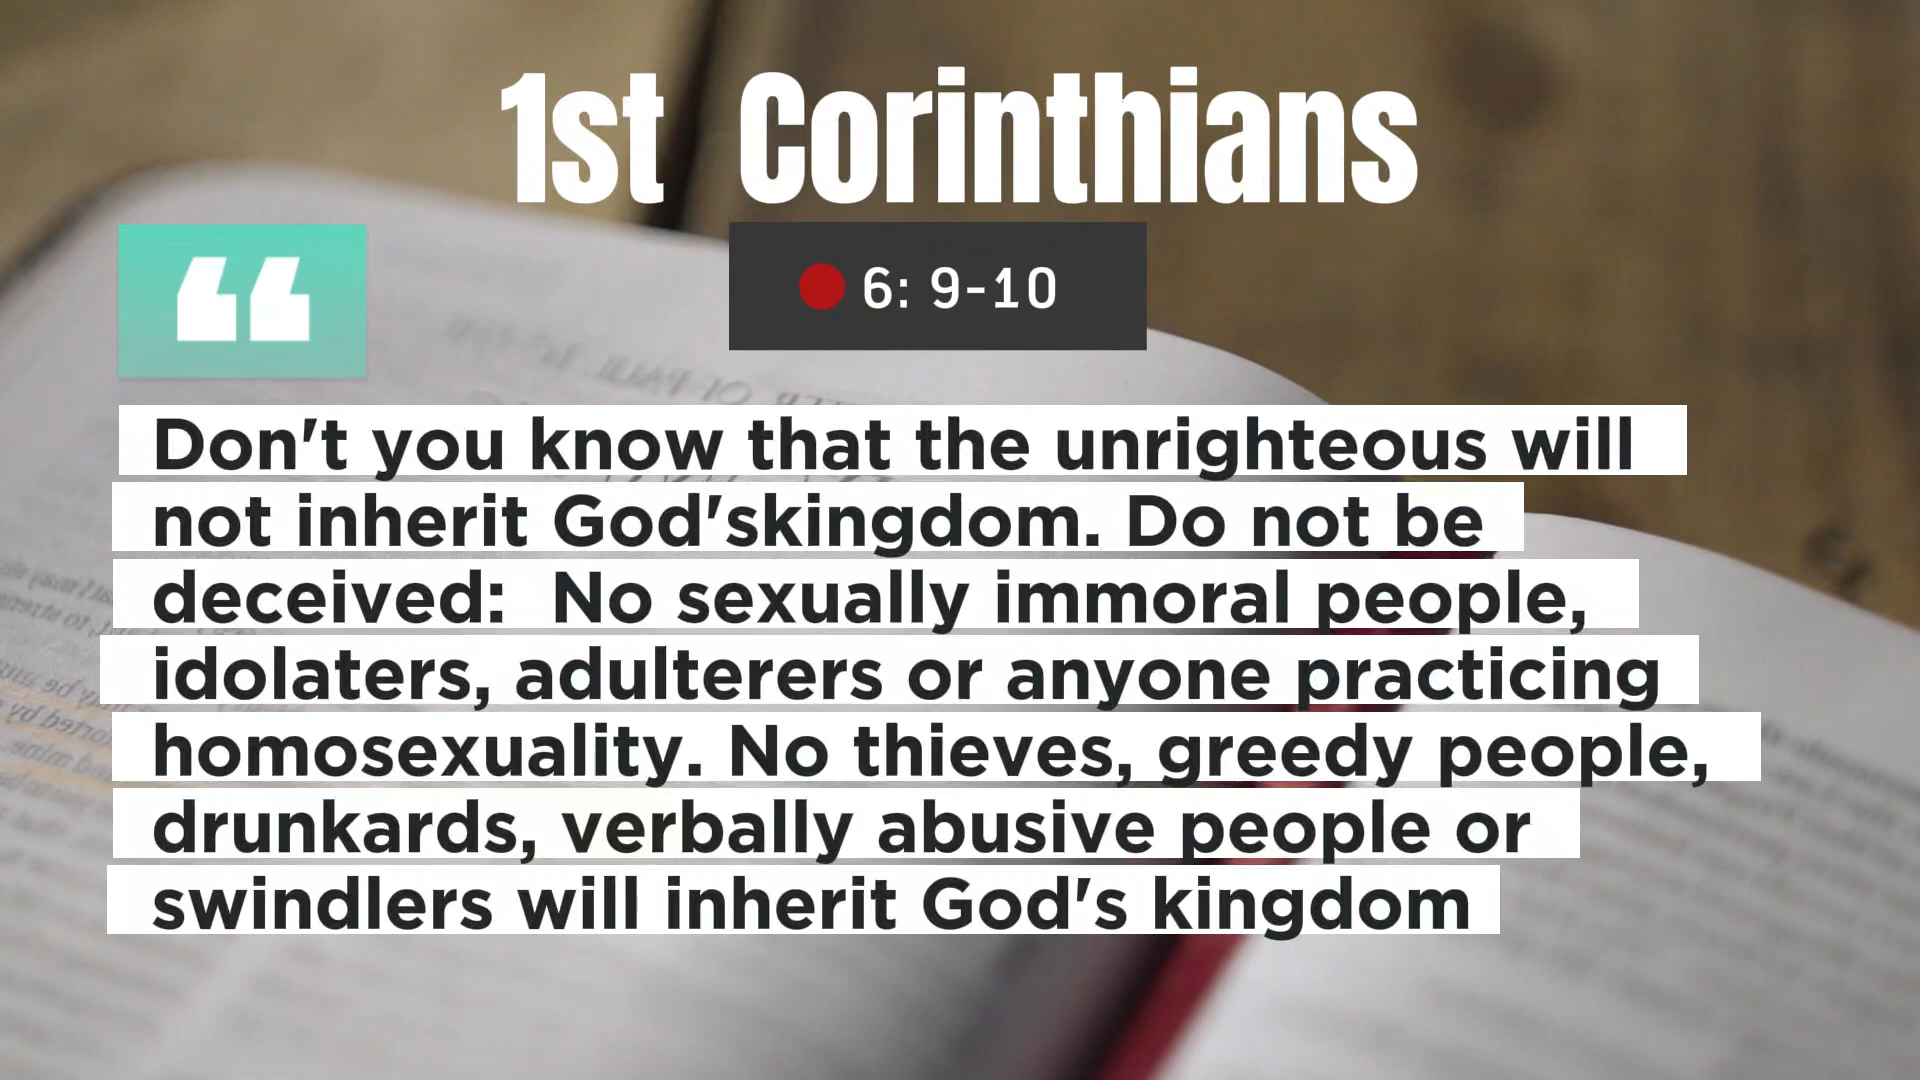 1st Corinthians
6: 9-10
Don't you know that the unrighteous will
not inherit God'skingdom. Do not be
deceived:  No sexually immoral people,
idolaters, adulterers or anyone practicing
homosexuality. No thieves, greedy people,
drunkards, verbally abusive people or
swindlers will inherit God's kingdom